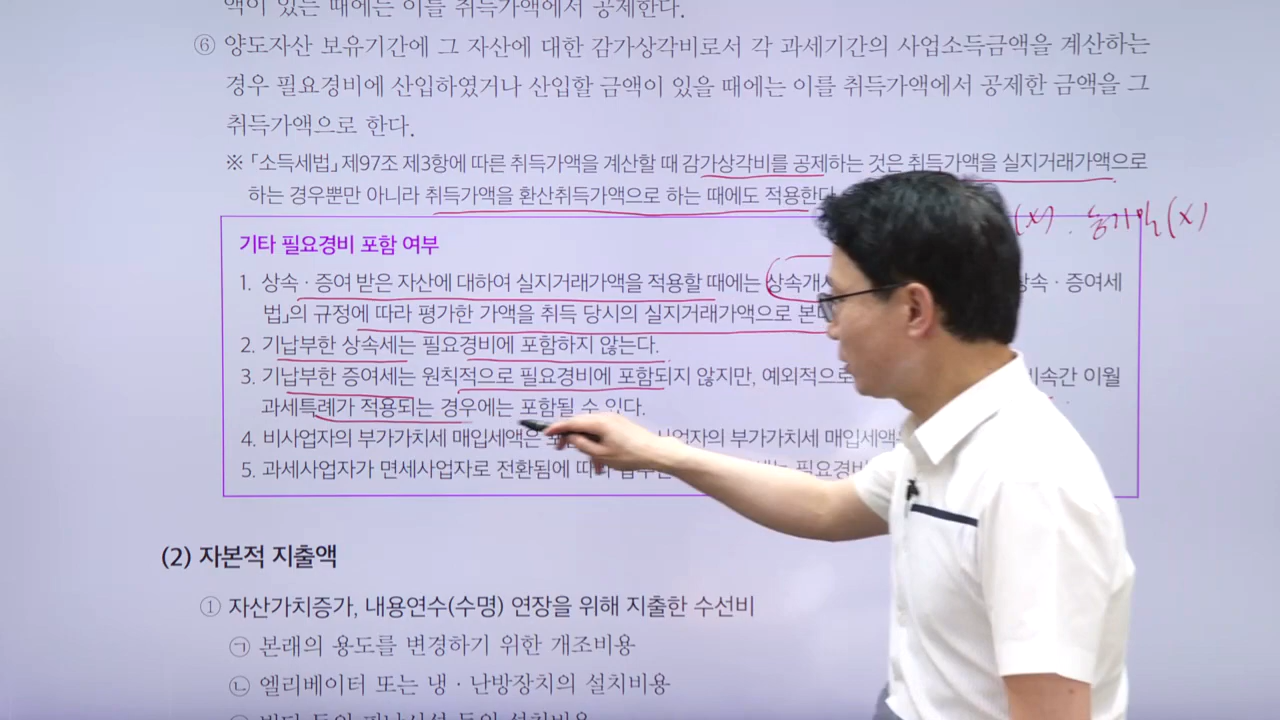 액이 있는 때에는 이를 취득가액에서 공제한다.
⑥ 양도자산 보유기간에 그 자산에 대한 감가상각비로서 각 과세기간의 사업소득금액을 계산하는
경우 필요경비에 산입하였거나 산입할 금액이 있을 때에는 이를 취득가액에서 공제한 금액을 그
취득가액으로 한다.
※ 「소득세법」 제97조 제3항에 따른 취득가액을 계산할 때 감가상각비를 공제하는 것은 취득가액을 실지거래가액으로
하는 경우뿐만 아니라 취득가액을 환산취득가액으로 하는 때에도 적용한다
(X). (X)
기타 필요경비 포함 여부
1. 상속·증여 받은 자산에 대하여 실지거래가액을 적용할 때에는 상속개시 상속·증여세
법」의 규정에 따라 평가한 가액을 취득 당시의 실지거래가액으로 본다
2. 기납부한 상속세는 필요경비에 포함하지 않는다.
3. 기납부한 증여세는 원칙적으로 필요경비에 포함되지 않지만, 예외적으로 비속간 이월
과세특례가 적용되는 경우에는 포함될 수 있다.
4. 비사업자의 부가가치세 매입세액은 사업자의 부가가치세 매입세액
5. 과세사업자가 면세사업자로 전환됨에 따라 필요경비
(2) 자본적 지출액
① 자산가치증가, 내용연수(수명) 연장을 위해 지출한 수선비
㉠ 본래의 용도를 변경하기 위한 개조비용
㉡ 엘리베이터 또는 냉·난방장치의 설치비용